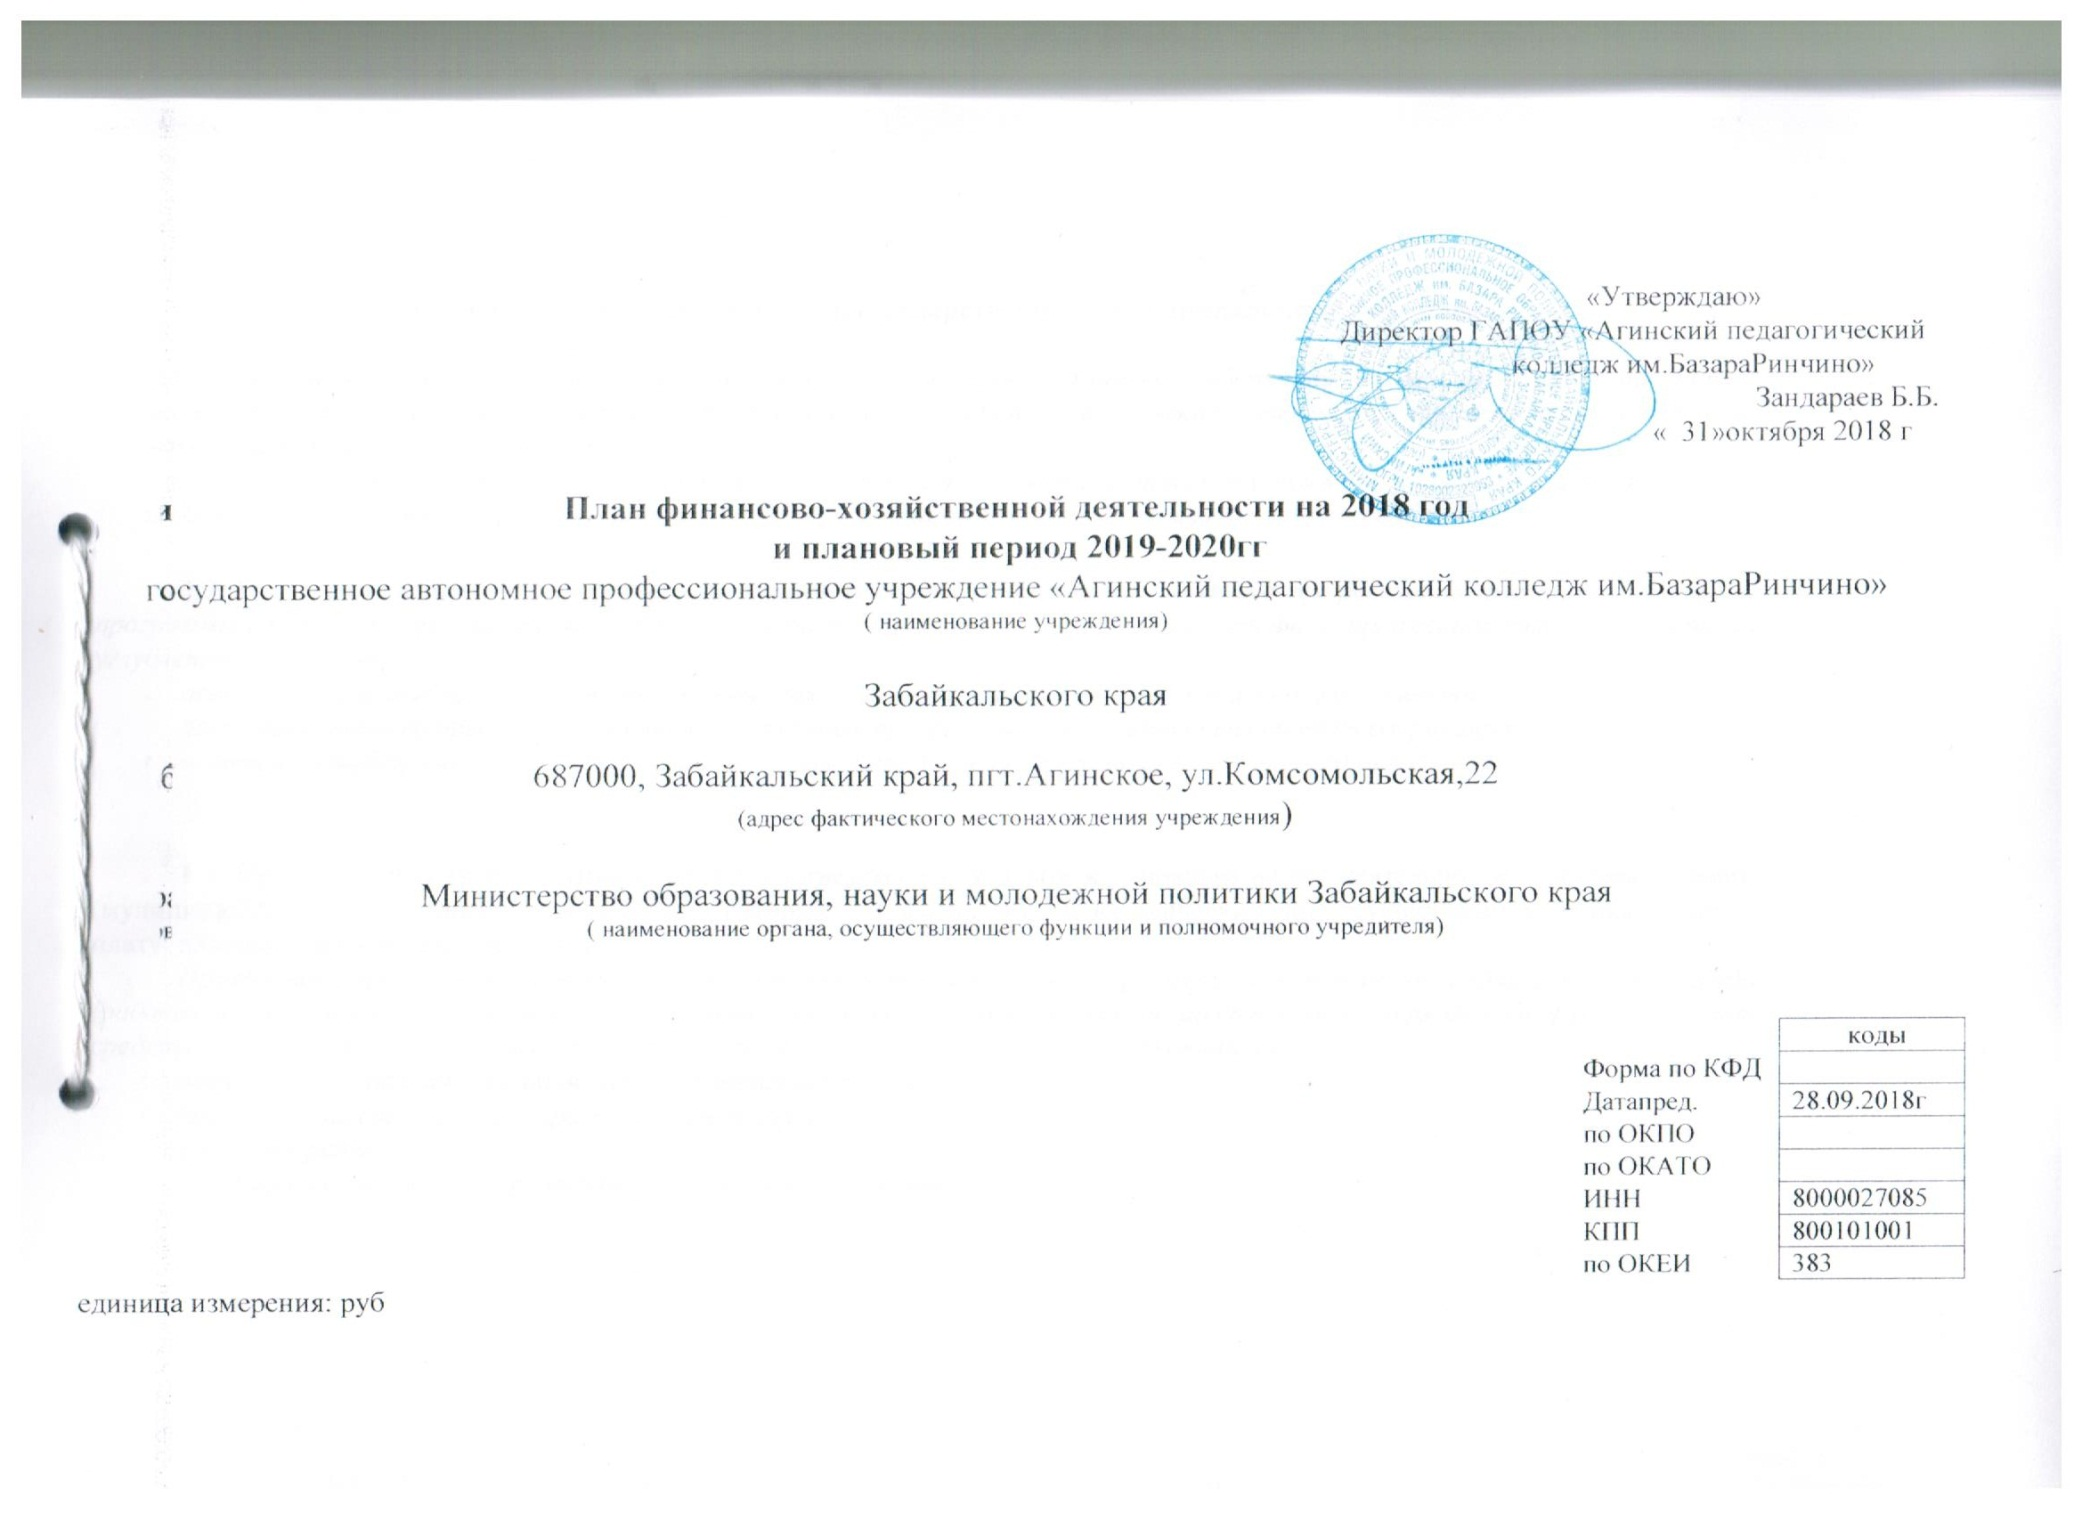 «Утверждаю»
Директор ГАПОУ «Агинский педагогический
колледж им.БазараРинчино»
Зандараев Б.Б.
« 31»октября 2018 г
План финансово-хозяйственной деятельности на 2018 год
и плановый период 2019-2020гг
государственное автономное профессиональное учреждение «Агинский педагогический колледж им.БазараРинчино»
( наименование учреждения)
Забайкальского края
687000, Забайкальский край, пгт.Агинское, ул.Комсомольская,22
(адрес фактического местонахождения учреждения)
Министерство образования, науки и молодежной политики Забайкальского края
( наименование органа, осуществляющего функции и полномочного учредителя)
коды
Форма по КФД
Датапред. 28.09.2018г
по ОКПО
по ОКАТО
ИНН 8000027085
КПП 800101001
по ОКЕИ 383
единица измерения: руб